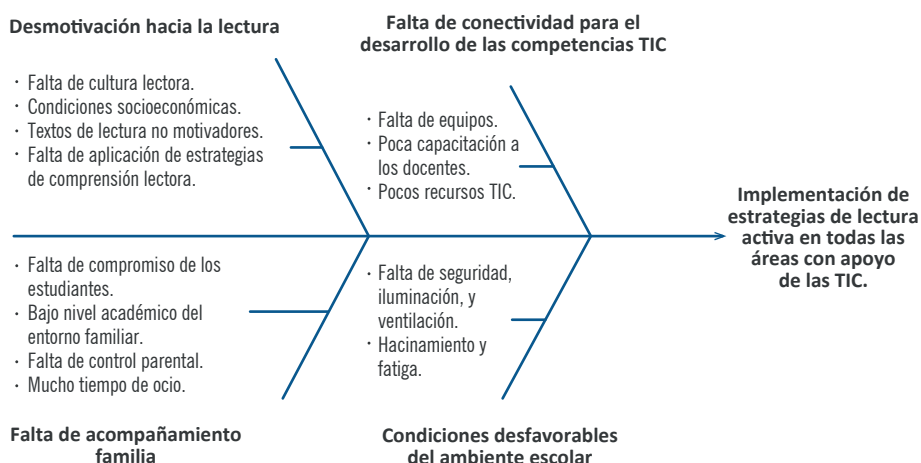 Desmotivación hacia la lectura
· Falta de cultura lectora.
· Condiciones socioeconómicas.
· Textos de lectura no motivadores.
· Falta de aplicación de estrategias
de comprensión lectora.
Falta de conectividad para el
desarrollo de las competencias TIC
· Falta de equipos.
· Poca capacitación a
los docentes.
· Pocos recursos TIC.
Implementación de
estrategias de lectura
activa en todas las
áreas con apoyo
de las TIC.
· Falta de compromiso de los
estudiantes.
· Bajo nivel académico del
entorno familiar.
· Falta de control parental.
· Mucho tiempo de ocio.
Falta de acompañamiento
familia
· Falta de seguridad,
iluminación, y
ventilación.
· Hacinamiento y
fatiga.
Condiciones desfavorables
del ambiente escolar